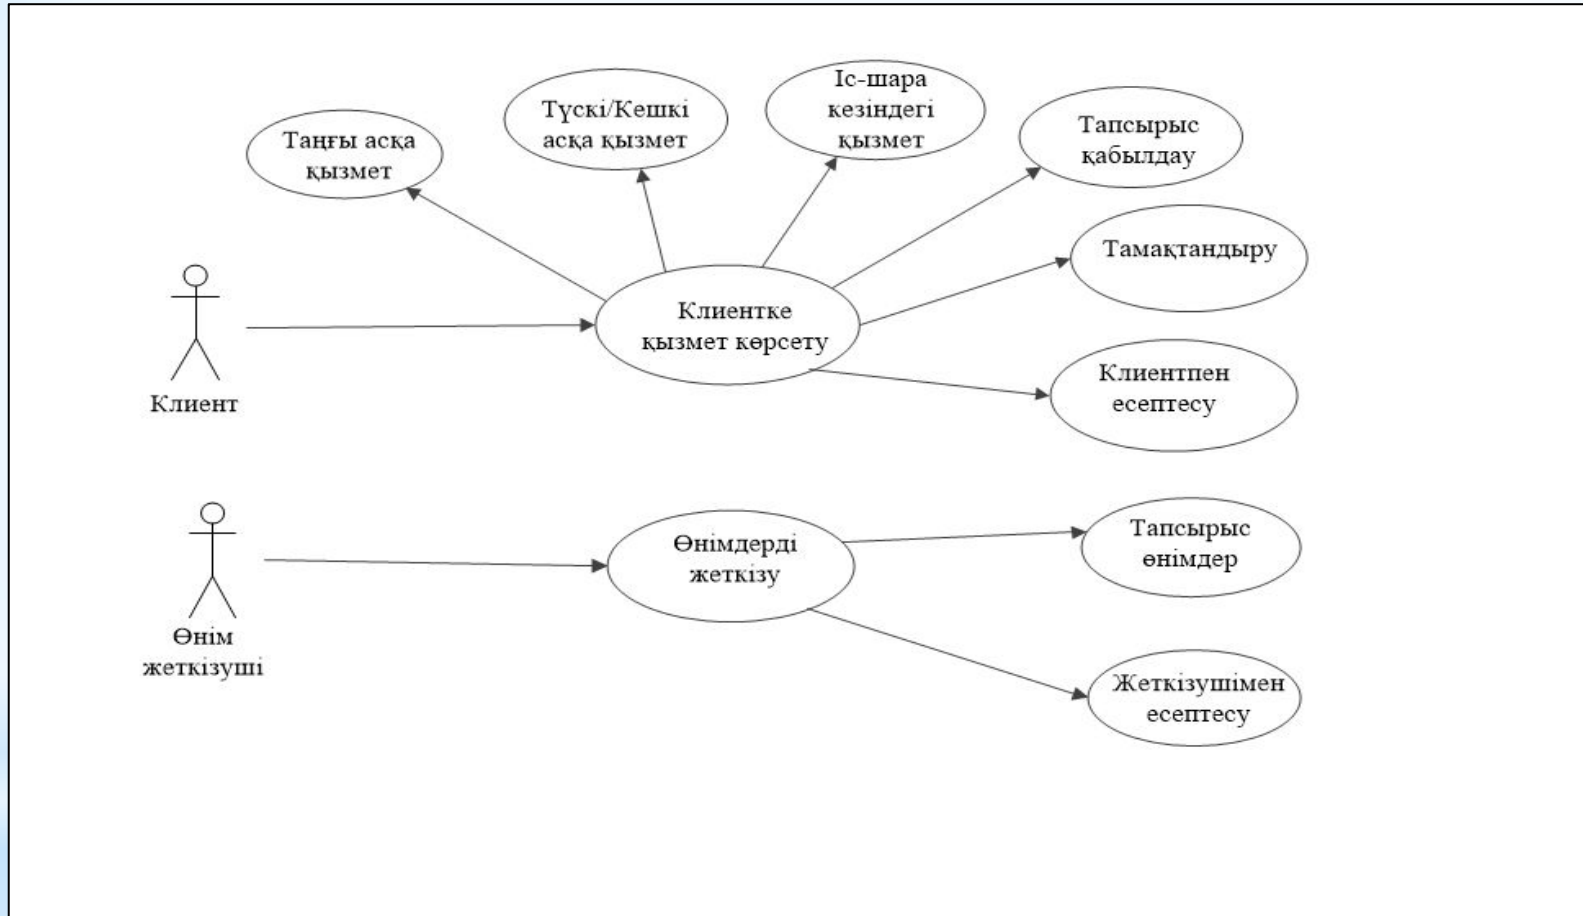 Таңғы асқа
қызмет
Түскі/Кешкі
асқа қызмет
Іс-шара
кезіндегі
қызмет
Тапсырыс
қабылдау
Тамақтандыру
Клиентке
қызмет көрсету
Клиентпен
есептесу
Клиент
Өнімдерді
жеткізу
Тапсырыс
өнімдер
Өнім
жеткізуші
Жеткізушімен
есептесу